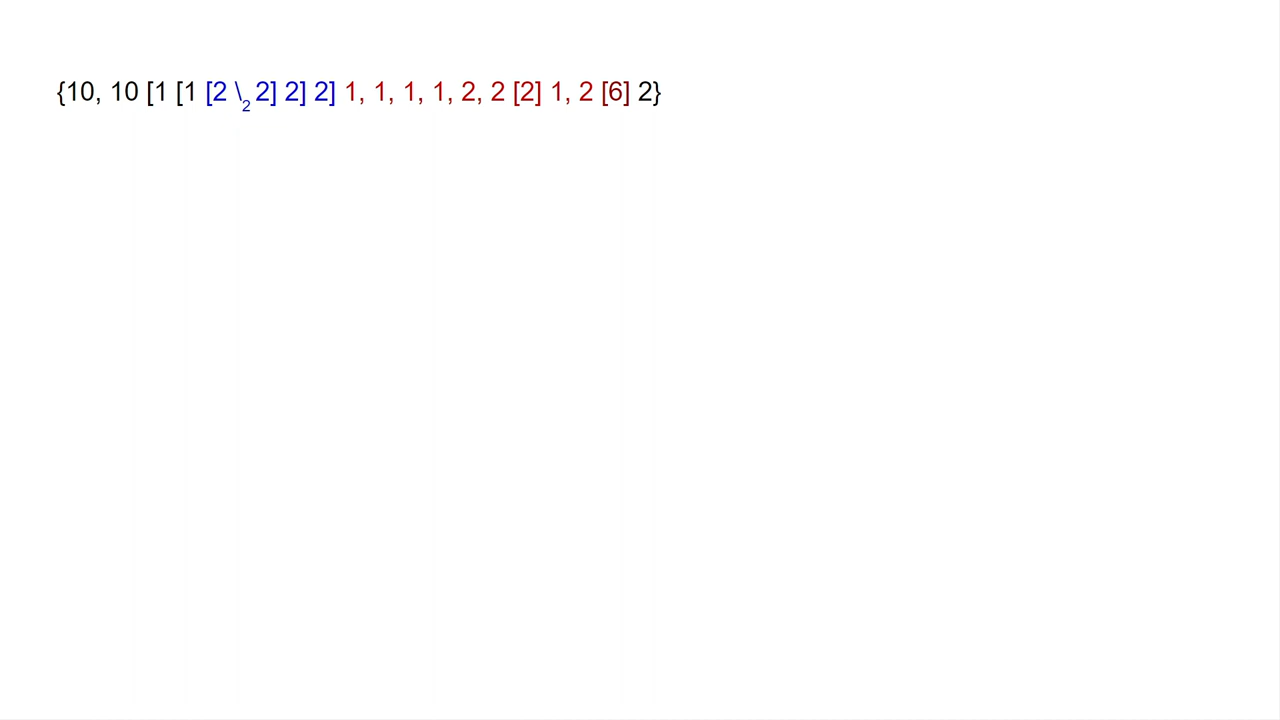 {10, 10 [1 [1 [2 \₂ 2] 2] 2] 1, 1, 1, 1, 2, 2 [2] 1, 2 [6] 2}